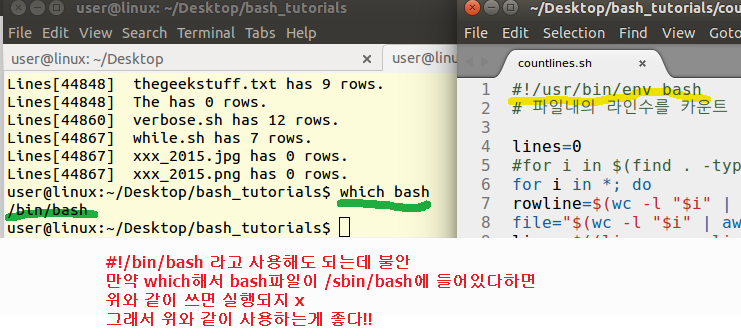 user@linux: ~/Desktop/bash_tutorials
File Edit View Search Terminal Tabs Help
user@linux: ~/Desktop x user@linux
Lines[44848]  thegeekstuff.txt has 9 rows.
Lines[44848]  The has 0 rows.
Lines[44860]  verbose.sh has 12 rows.
Lines[44867]  while.sh has 7 rows.
Lines[44867]  xxx_2015.jpg has 0 rows.
Lines[44867]  xxx_2015.png has 0 rows.
user@linux:~/Desktop/bash_tutorials$ which bash
/bin/bash
user@linux:~/Desktop/bash_tutorials$
~/Desktop/bash_tutorials/cou
File Edit Selection Find View Goto
countlines.sh x
1 #!/usr/bin/env bash
2 # 파일내의 라인수를 카운트
3
4 lines=0
5 #for i in $(find . -typ
6 for i in *; do
7 rowline=$(wc -l "$i" |
8 file="$(wc -l "$i" | aw
#!/bin/bash 라고 사용해도 되는데 불안
만약 which해서 bash파일이 /sbin/bash에 들어있다하면
위와 같이 쓰면 실행되지 x
그래서 위와 같이 사용하는게 좋다!!